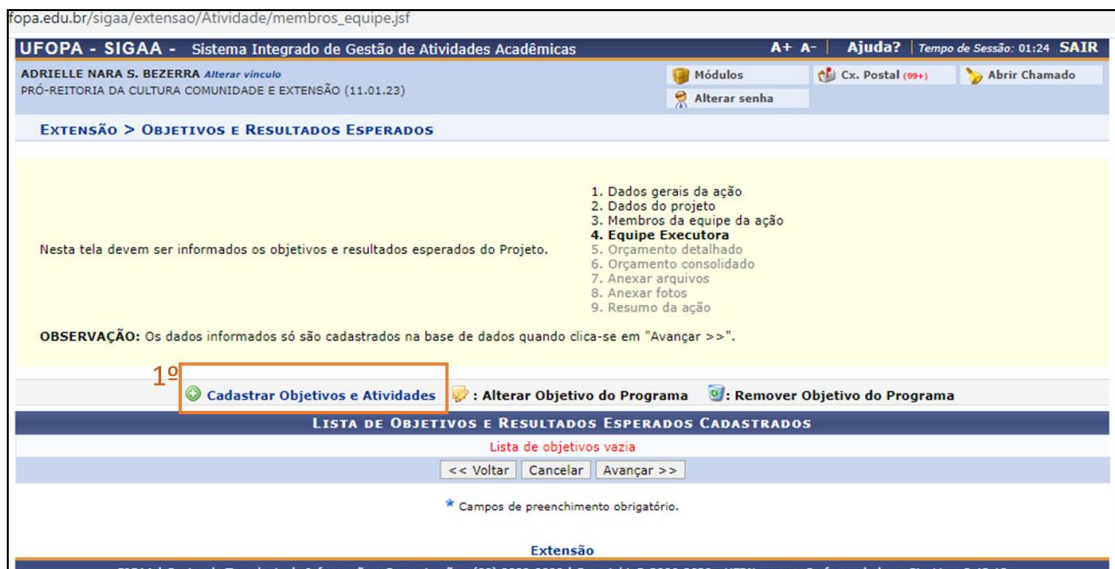 fopa.edu.br/sigaa/extensao/Atividade/membros_equipe.jsf
UFOPA - SIGAA - Sistema Integrado de Gestão de Atividades Acadêmicas A+ A- | Ajuda? | Tempo de Sessão: 01:24 SAIR
ADRIELLE NARA S. BEZERRA Alterar vínculo Módulos Cx. Postal (99+) Abrir Chamado
PRÓ-REITORIA DA CULTURA COMUNIDADE E EXTENSÃO (11.01.23) Alterar senha
EXTENSÃO > OBJETIVOS E RESULTADOS ESPERADOS
1. Dados gerais da ação
2. Dados do projeto
3. Membros da equipe da ação
4. Equipe Executora
Nesta tela devem ser informados os objetivos e resultados esperados do Projeto. 5. Orçamento detalhado
6. Orçamento consolidado
7. Anexar arquivos
8. Anexar fotos
9. Resumo da ação
OBSERVAÇÃO: Os dados informados só são cadastrados na base de dados quando clica-se em "Avançar >>".
1º
Cadastrar Objetivos e Atividades : Alterar Objetivo do Programa : Remover Objetivo do Programa
LISTA DE OBJETIVOS E RESULTADOS ESPERADOS CADASTRADOS
Lista de objetivos vazia
<< Voltar Cancelar Avançar >>
Campos de preenchimento obrigatório.
Extensão